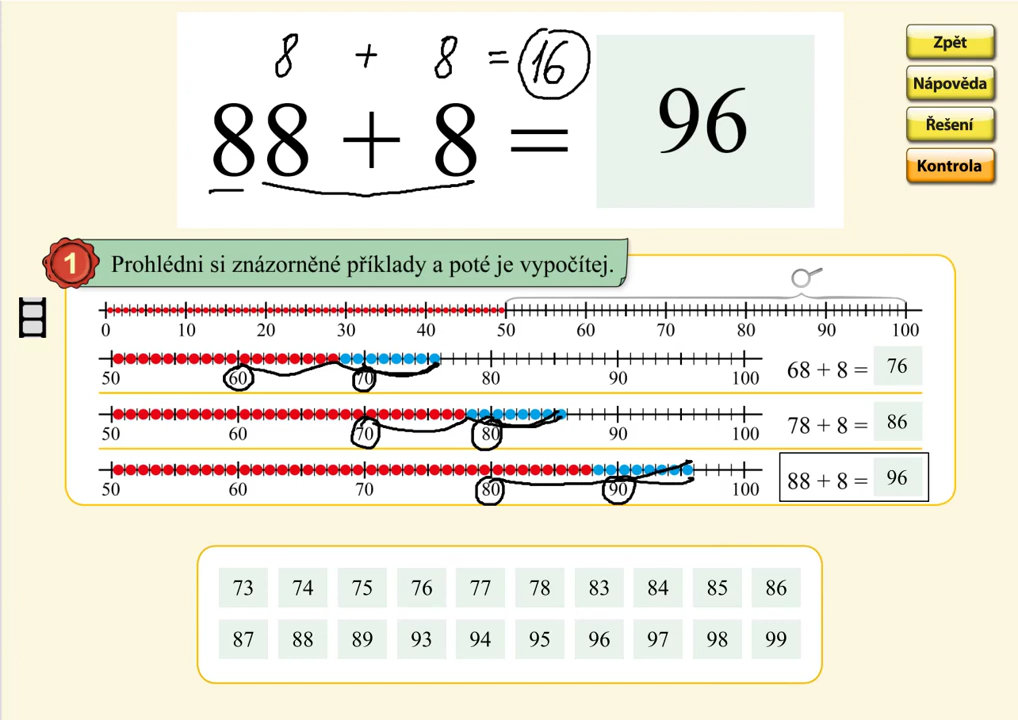 8 + 8 = 16
88 + 8 = 96
Zpět
Nápověda
Řešení
Kontrola
1 Prohlédni si znázorněné příklady a poté je vypočítej.
0 10 20 30 40 50 60 70 80 90 100
50 60 70 80 90 100 68 + 8 = 76
50 60 70 80 90 100 78 + 8 = 86
50 60 70 80 90 100 88 + 8 = 96
73 74 75 76 77 78 83 84 85 86
87 88 89 93 94 95 96 97 98 99